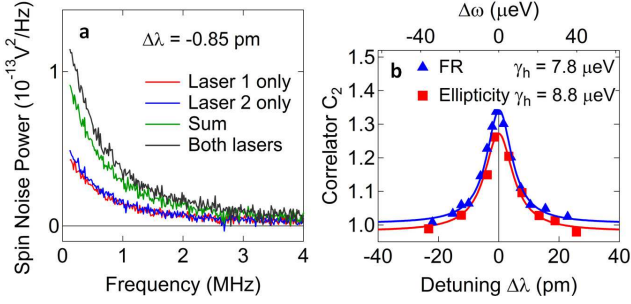 a
Δλ = -0.85 pm
Laser 1 only
Laser 2 only
Sum
Both lasers
Spin Noise Power (10⁻¹³V²/Hz)
1
0
0 1 2 3 4
Frequency (MHz)
Δω (μeV)
-40 0 40
b
FR γₕ = 7.8 μeV
Ellipticity γₕ = 8.8 μeV
Correlator C₂
1.5
1.4
1.3
1.2
1.1
1.0
-40 -20 0 20 40
Detuning Δλ (pm)